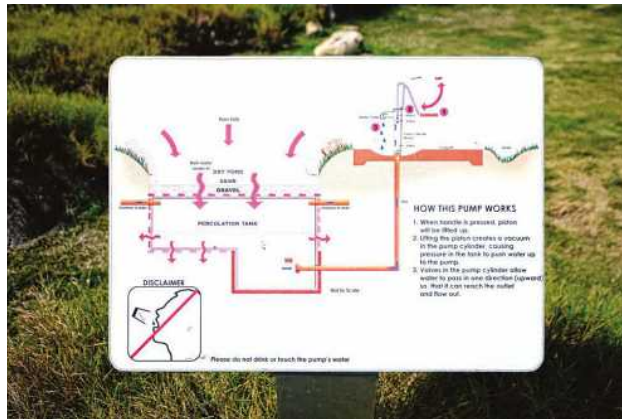 DRY POND
SAND
GRAVEL
PERCOLATION TANK
HOW THIS PUMP WORKS
1. When handle is pressed, piston
will be lifted up.
2. Lifting the piston creates a vacuum
in the pump cylinder, causing
pressure in the tank to push water up
to the pump.
3. Valves in the pump cylinder allow
water to pass in one direction (upward)
so that it can reach the outlet
and flow out.
DISCLAIMER
Please do not drink or touch the pump's water